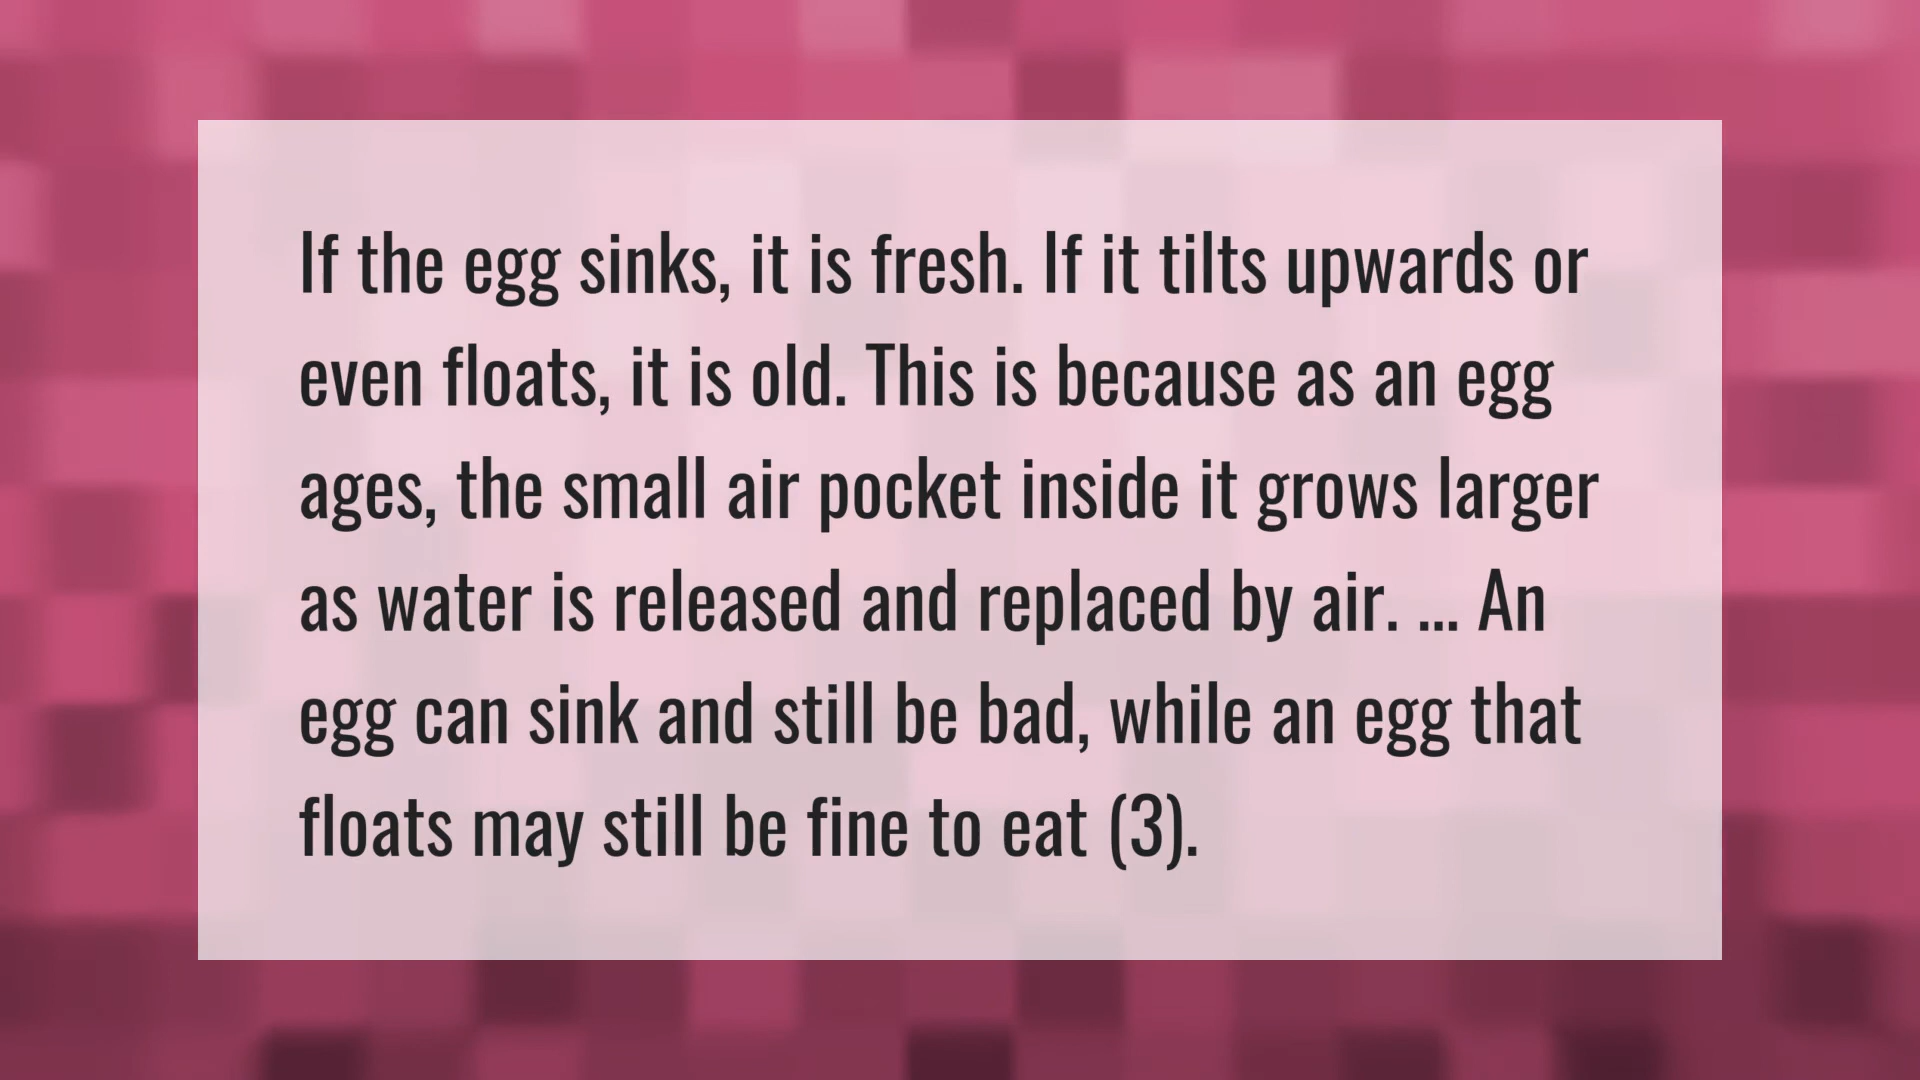 If the egg sinks, it is fresh. If it tilts upwards or
even floats, it is old. This is because as an egg
ages, the small air pocket inside it grows larger
as water is released and replaced by air. ... An
egg can sink and still be bad, while an egg that
floats may still be fine to eat (3).